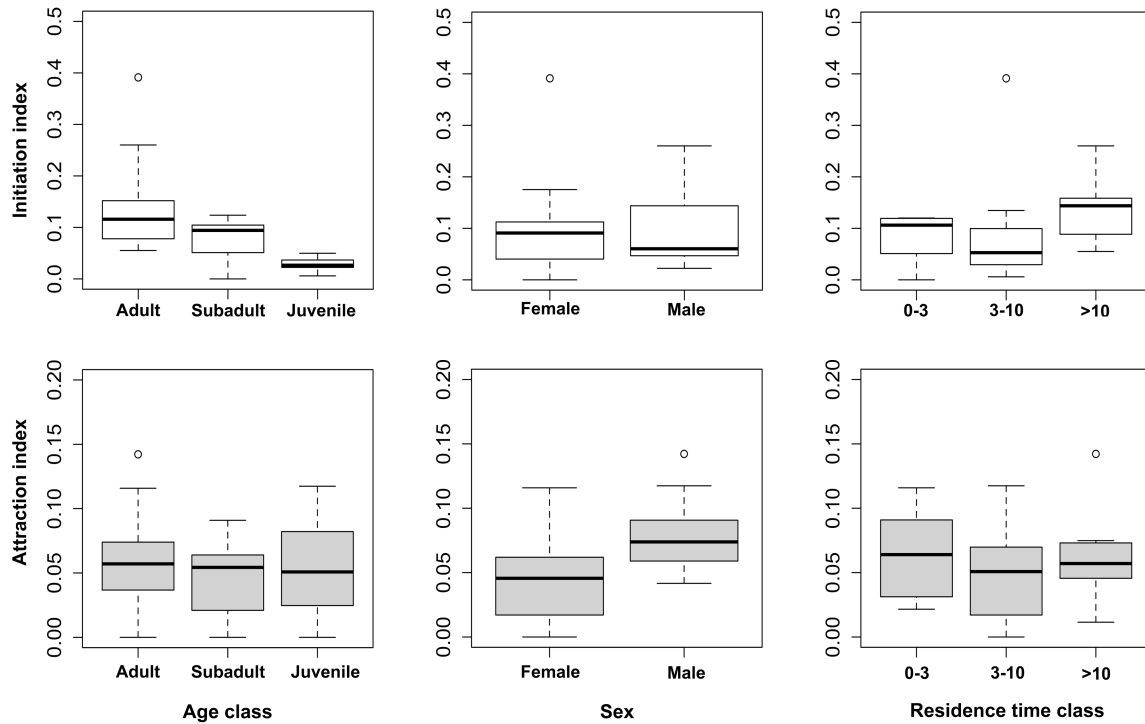 Initiation index
0.0 0.1 0.2 0.3 0.4 0.5
Adult Subadult Juvenile
0.0 0.1 0.2 0.3 0.4 0.5
Female Male
0.0 0.1 0.2 0.3 0.4 0.5
0-3 3-10 >10
Attraction index
0.00 0.05 0.10 0.15 0.20
Adult Subadult Juvenile
Age class
0.00 0.05 0.10 0.15 0.20
Female Male
Sex
0.00 0.05 0.10 0.15 0.20
0-3 3-10 >10
Residence time class